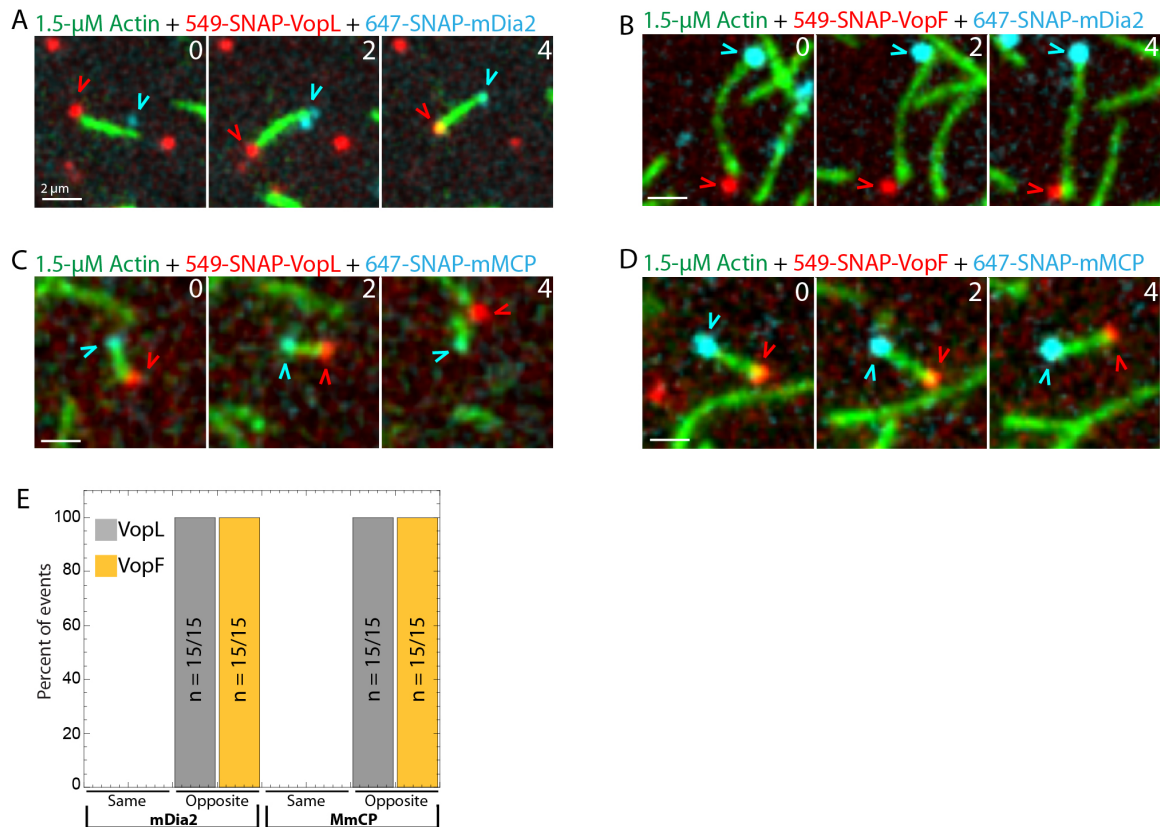 A
1.5-µM Actin + 549-SNAP-VopL + 647-SNAP-mDia2
0
2
4
2 µm
B
1.5-µM Actin + 549-SNAP-VopF + 647-SNAP-mDia2
0
2
4
C
1.5-µM Actin + 549-SNAP-VopL + 647-SNAP-mMCP
0
2
4
D
1.5-µM Actin + 549-SNAP-VopF + 647-SNAP-mMCP
0
2
4
E
Percent of events
100
80
60
40
20
0
VopL
VopF
n = 15/15
n = 15/15
n = 15/15
n = 15/15
Same
Opposite
Same
Opposite
mDia2
MmCP